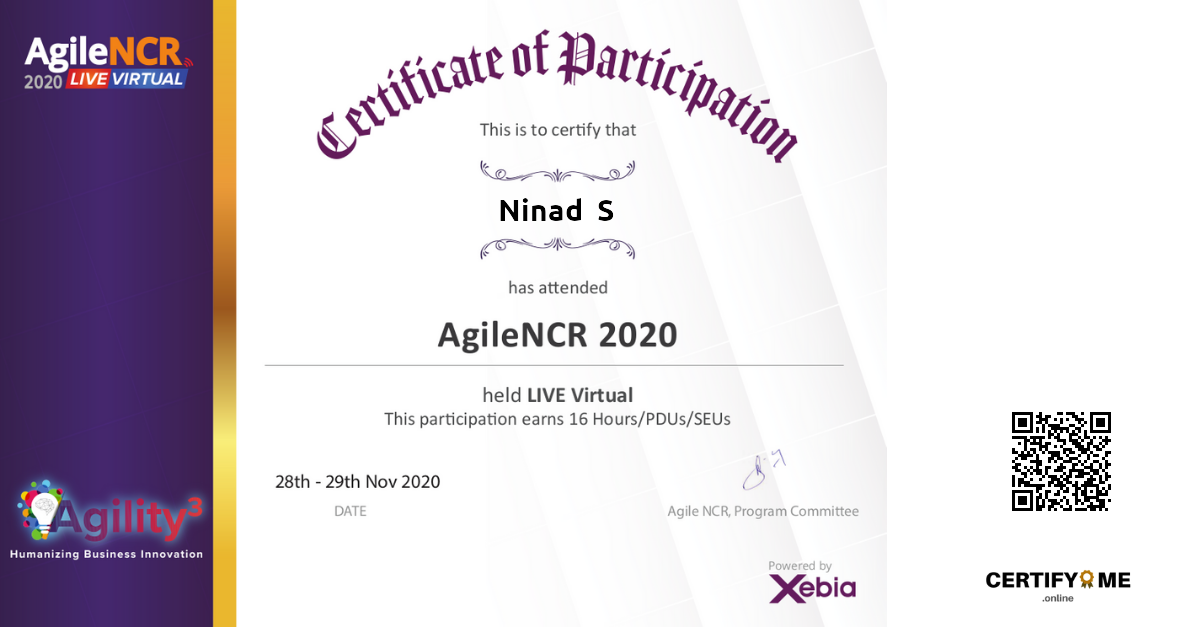 AgileNCR
2020 LIVE VIRTUAL
Certificate of Participation
This is to certify that
Ninad S
has attended
AgileNCR 2020
held LIVE Virtual
This participation earns 16 Hours/PDUs/SEUs
28th - 29th Nov 2020
DATE
Agile NCR, Program Committee
Agility3
Humanizing Business Innovation
Powered by
Xebia
CERTIFY ME
.online